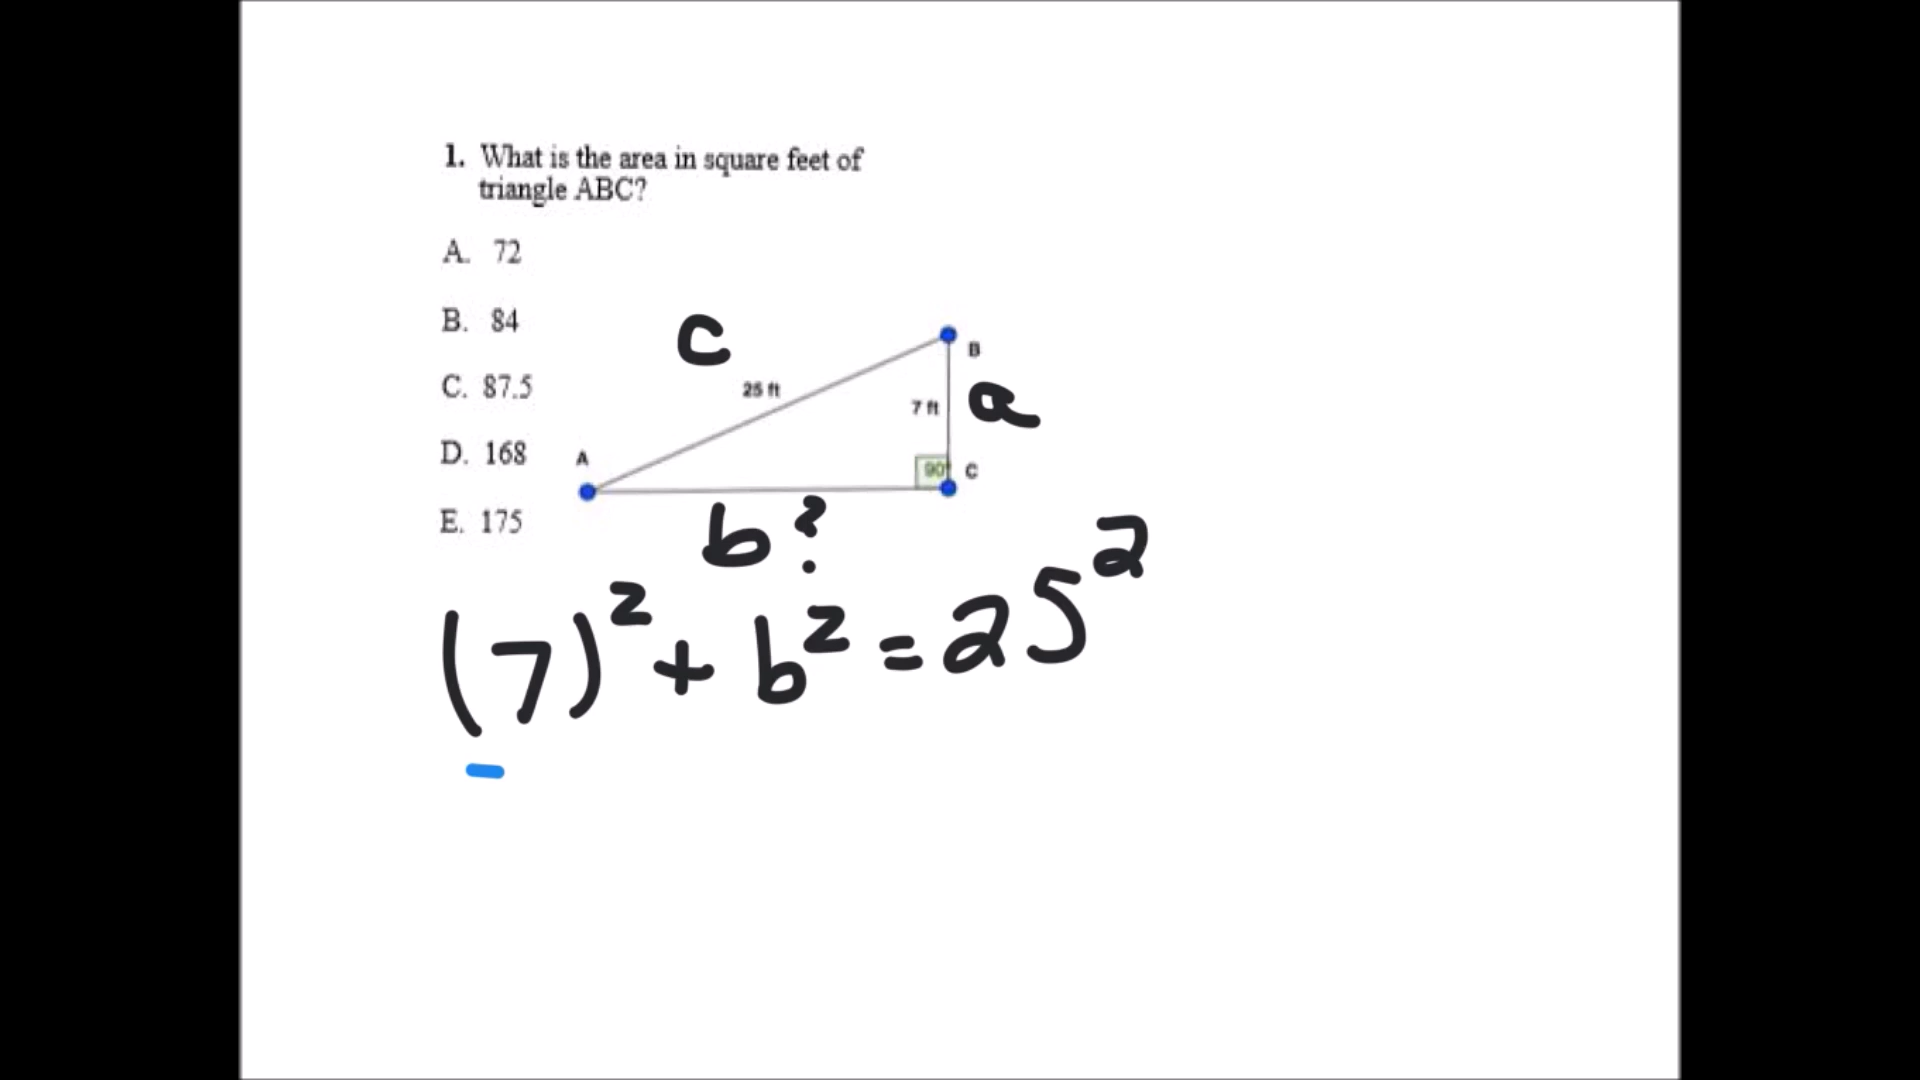 1. What is the area in square feet of
triangle ABC?
A. 72
B. 84
C. 87.5
D. 168
E. 175
c
B
25 ft
7 ft
a
A
90°
C
b?
(7)² + b² = 25²